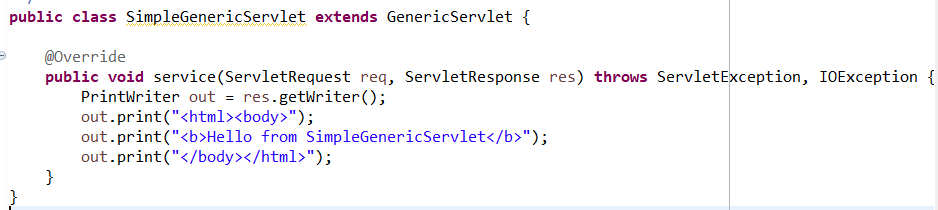 public class SimpleGenericServlet extends GenericServlet {
@Override
public void service(ServletRequest req, ServletResponse res) throws ServletException, IOException {
PrintWriter out = res.getWriter();
out.print("<html><body>");
out.print("<b>Hello from SimpleGenericServlet</b>");
out.print("</body></html>");
}
}